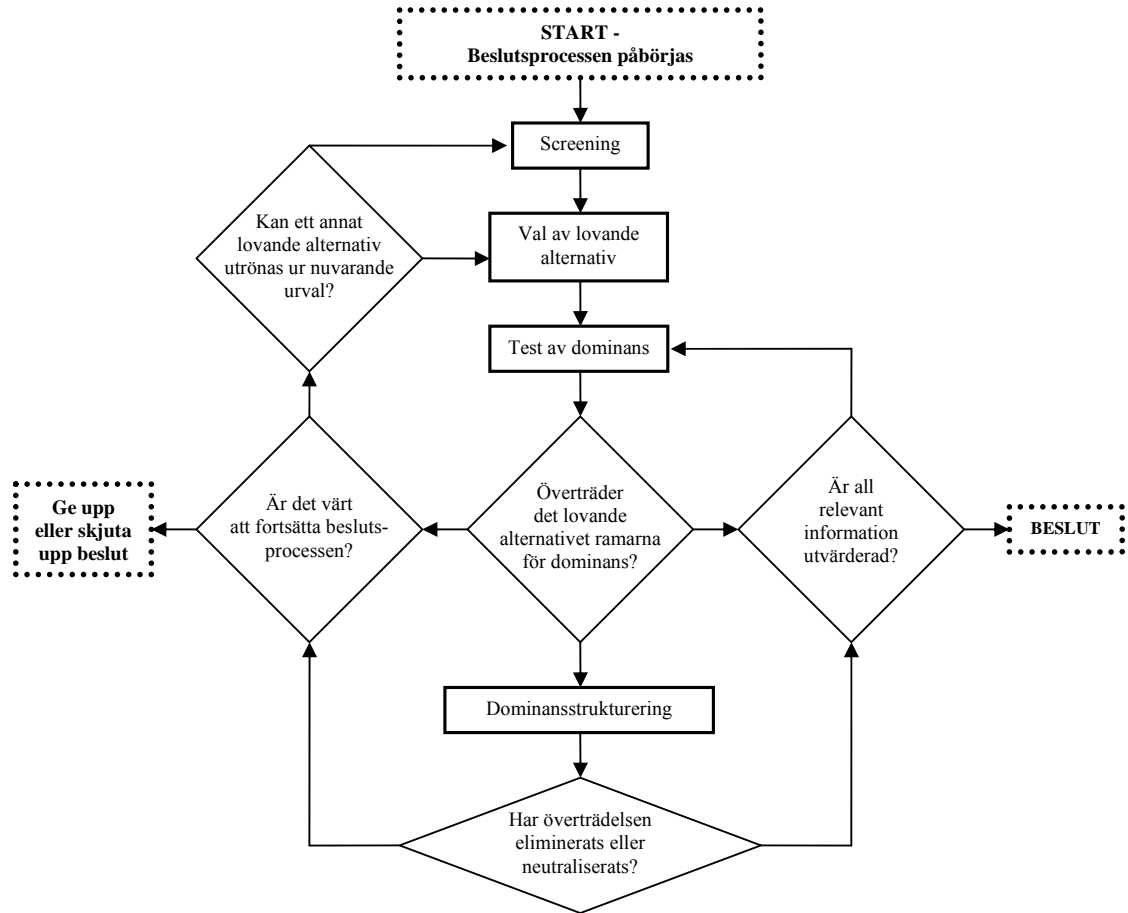 START -
Beslutsprocessen påbörjas
Screening
Kan ett annat
lovande alternativ
utrönas ur nuvarande
urval?
Val av lovande
alternativ
Test av dominans
Ge upp
eller skjuta
upp beslut
Är det värt
att fortsätta besluts-
processen?
Överträder
det lovande
alternativet ramarna
för dominans?
Är all
relevant
information
utvärderad?
BESLUT
Dominansstrukturering
Har överträdelsen
eliminerats eller
neutraliserats?